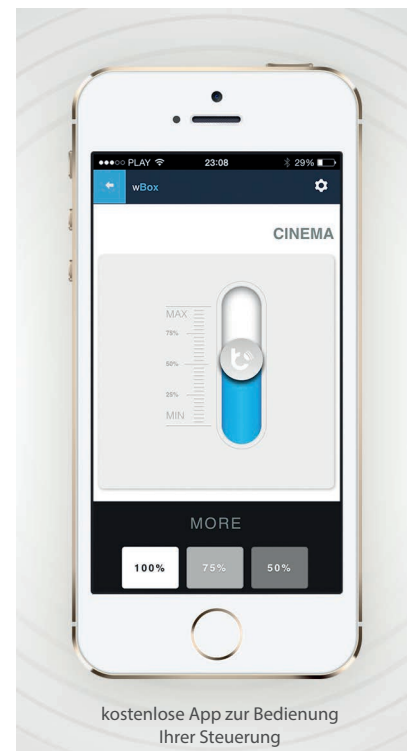 PLAY 23:08 29%
wBox
CINEMA
MAX
75%
50%
25%
MIN
MORE
100% 75% 50%
kostenlose App zur Bedienung
Ihrer Steuerung